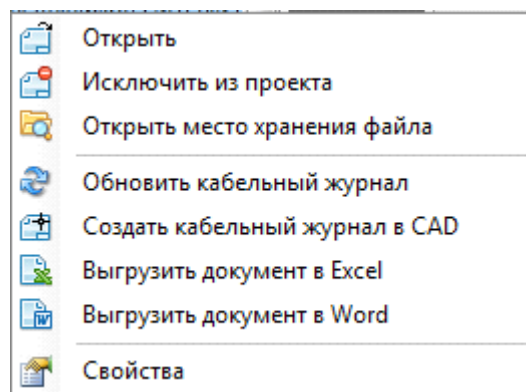 Открыть
Исключить из проекта
Открыть место хранения файла
Обновить кабельный журнал
Создать кабельный журнал в CAD
Выгрузить документ в Excel
Выгрузить документ в Word
Свойства